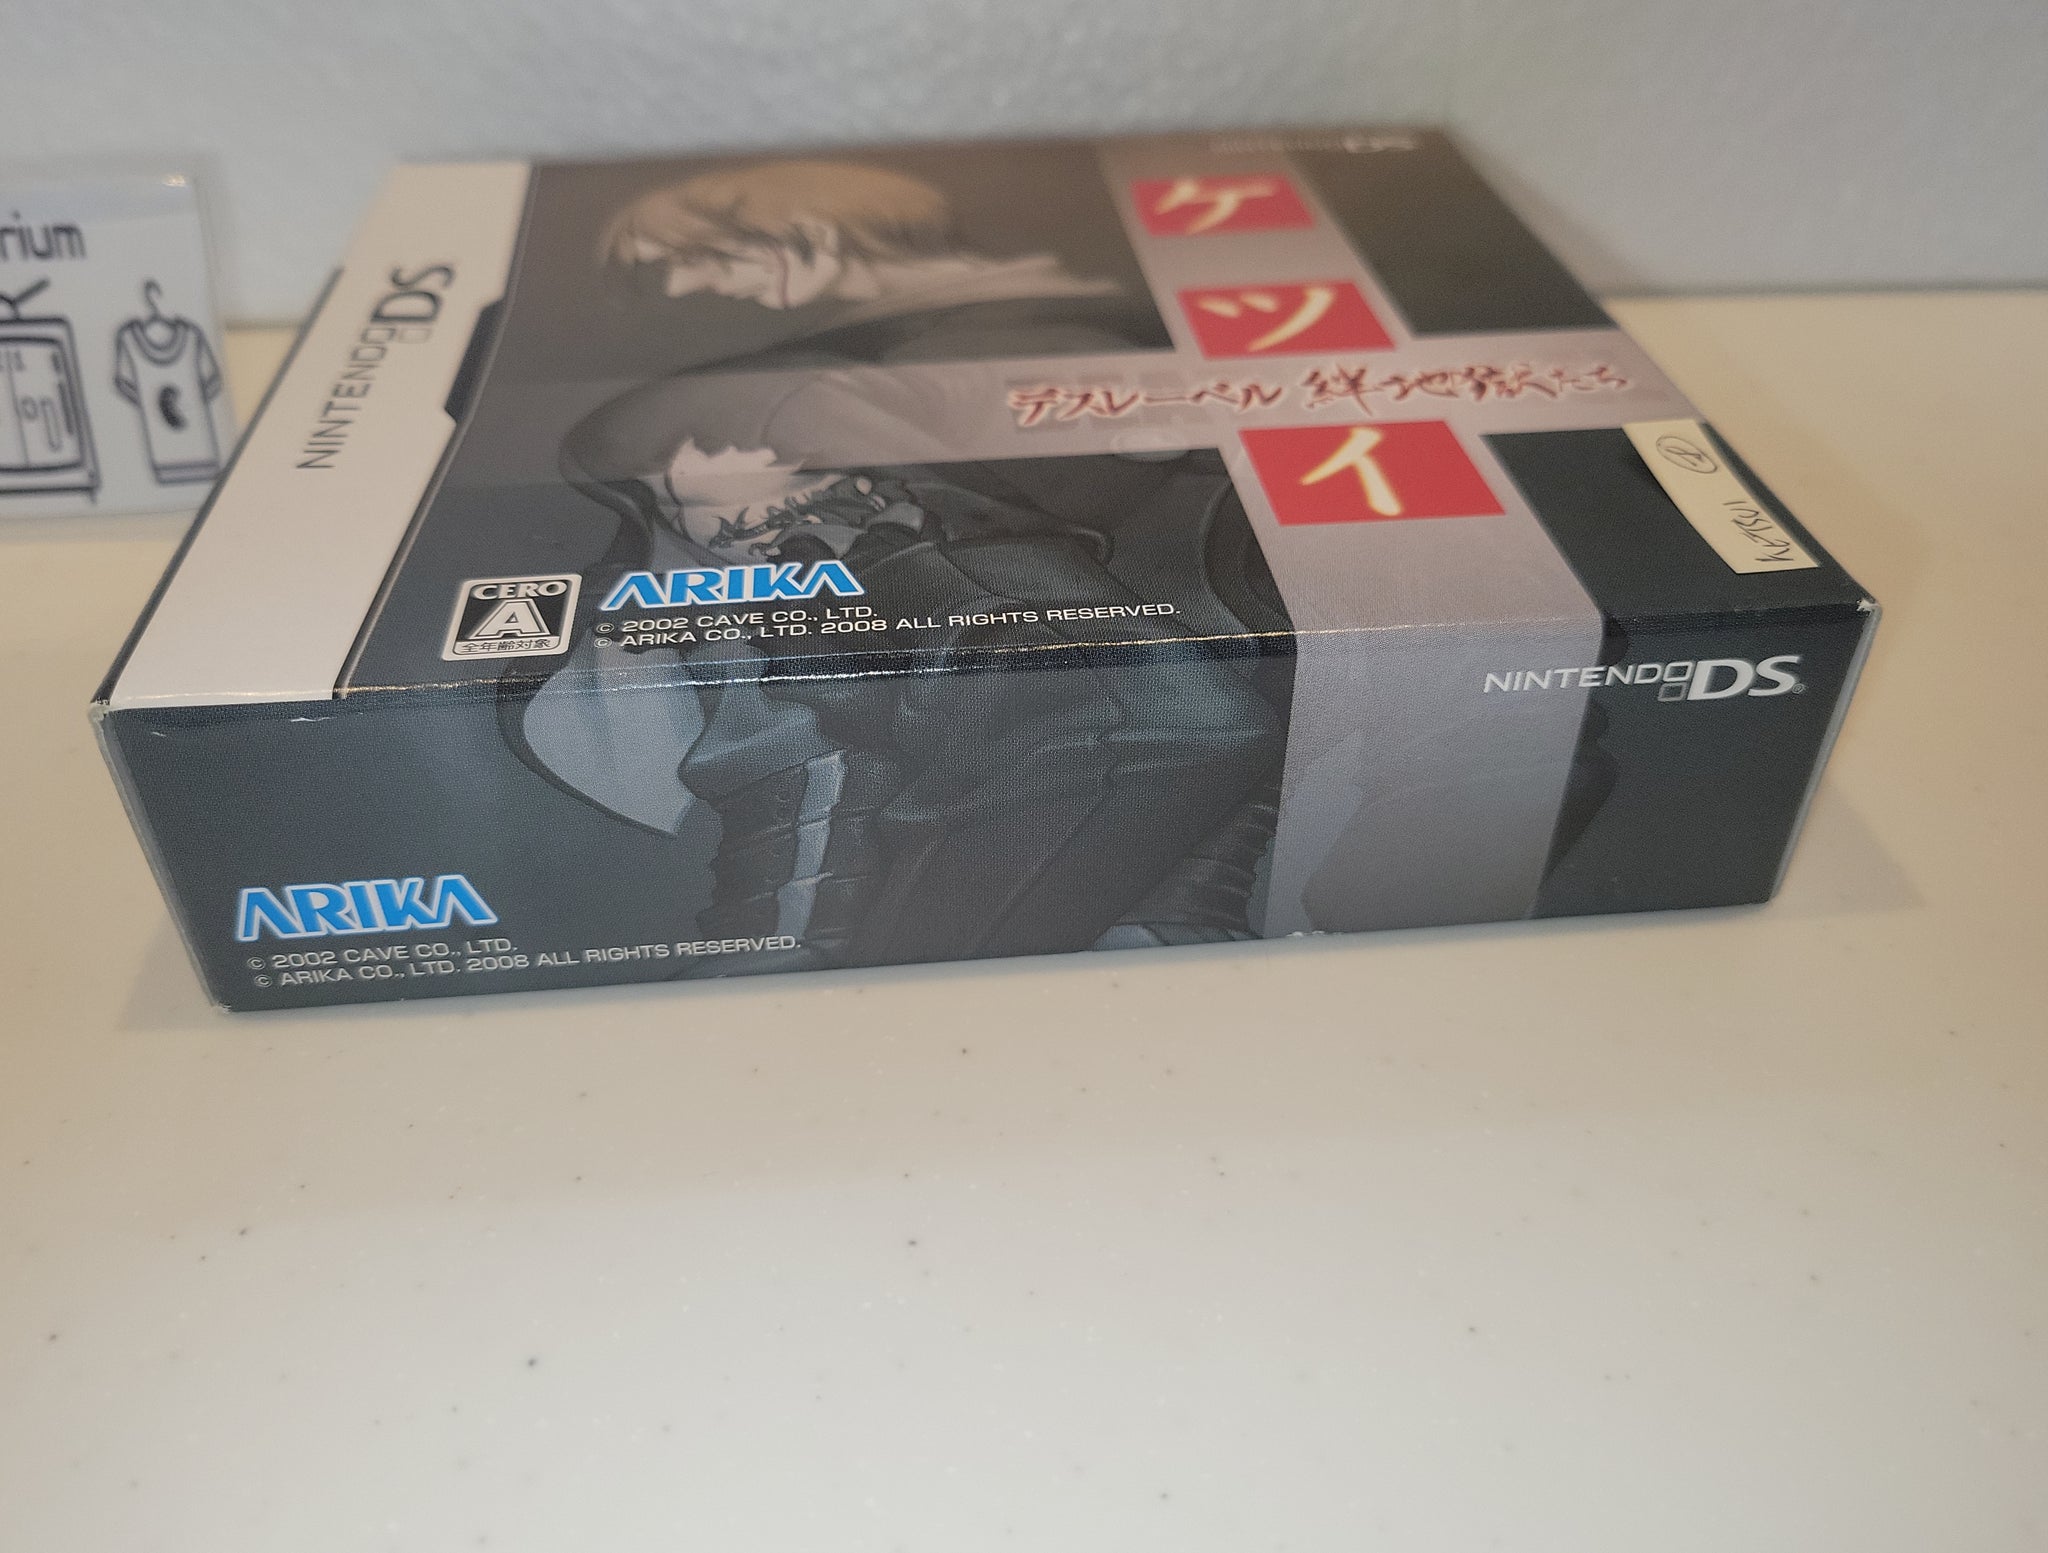 rium
R
NINTENDO DS
ケ
ツ
イ
デスレーベル 絆地獄たち
KETSUI
CERO
A
全年齢対象
ARIKA
© 2002 CAVE CO., LTD.
© ARIKA CO., LTD. 2008 ALL RIGHTS RESERVED.
NINTENDO DS
ARIKA
© 2002 CAVE CO., LTD.
© ARIKA CO., LTD. 2008 ALL RIGHTS RESERVED.